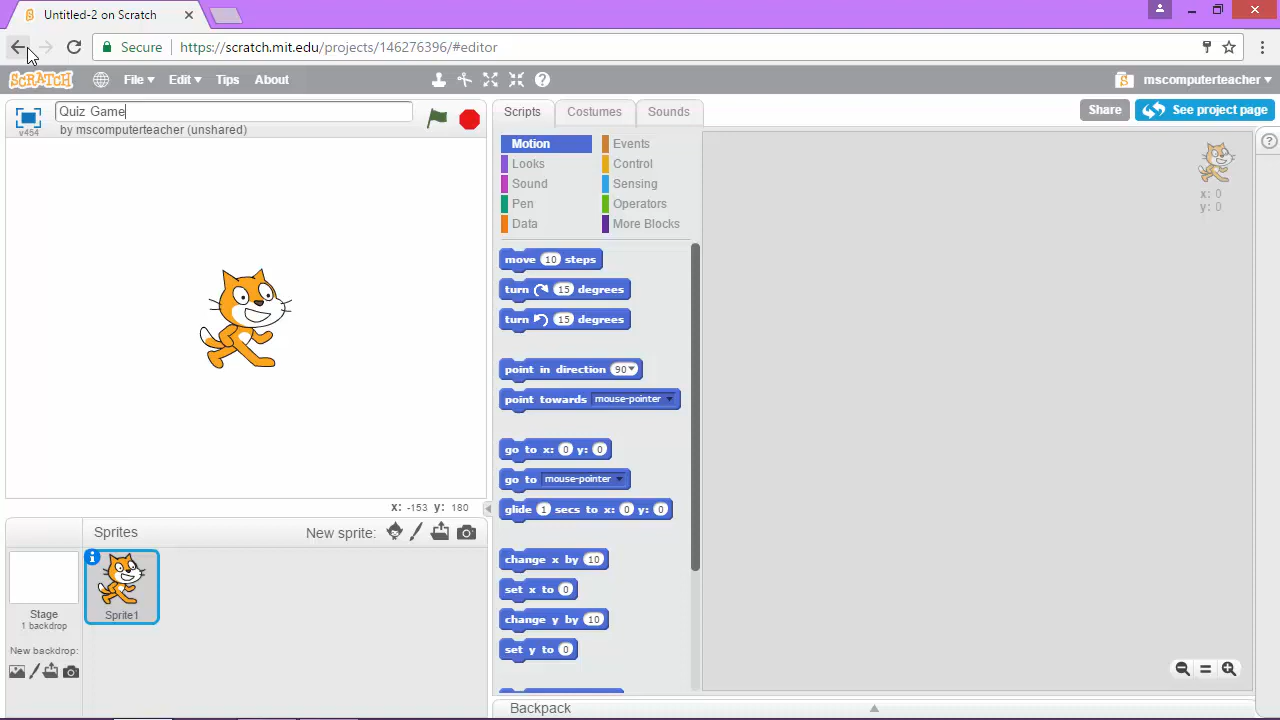 Untitled-2 on Scratch
Secure https://scratch.mit.edu/projects/146276396/#editor
SCRATCH File Edit Tips About mscomputerteacher
Quiz Game
by mscomputerteacher (unshared)
v454
Scripts Costumes Sounds
Share See project page
Motion Events
Looks Control
Sound Sensing
Pen Operators
Data More Blocks
x: 0
y: 0
move 10 steps
turn 15 degrees
turn 15 degrees
point in direction 90
point towards mouse-pointer
go to x: 0 y: 0
go to mouse-pointer
glide 1 secs to x: 0 y: 0
change x by 10
set x to 0
change y by 10
set y to 0
x: -153 y: 180
Sprites New sprite:
Stage
1 backdrop
New backdrop:
Sprite1
Backpack